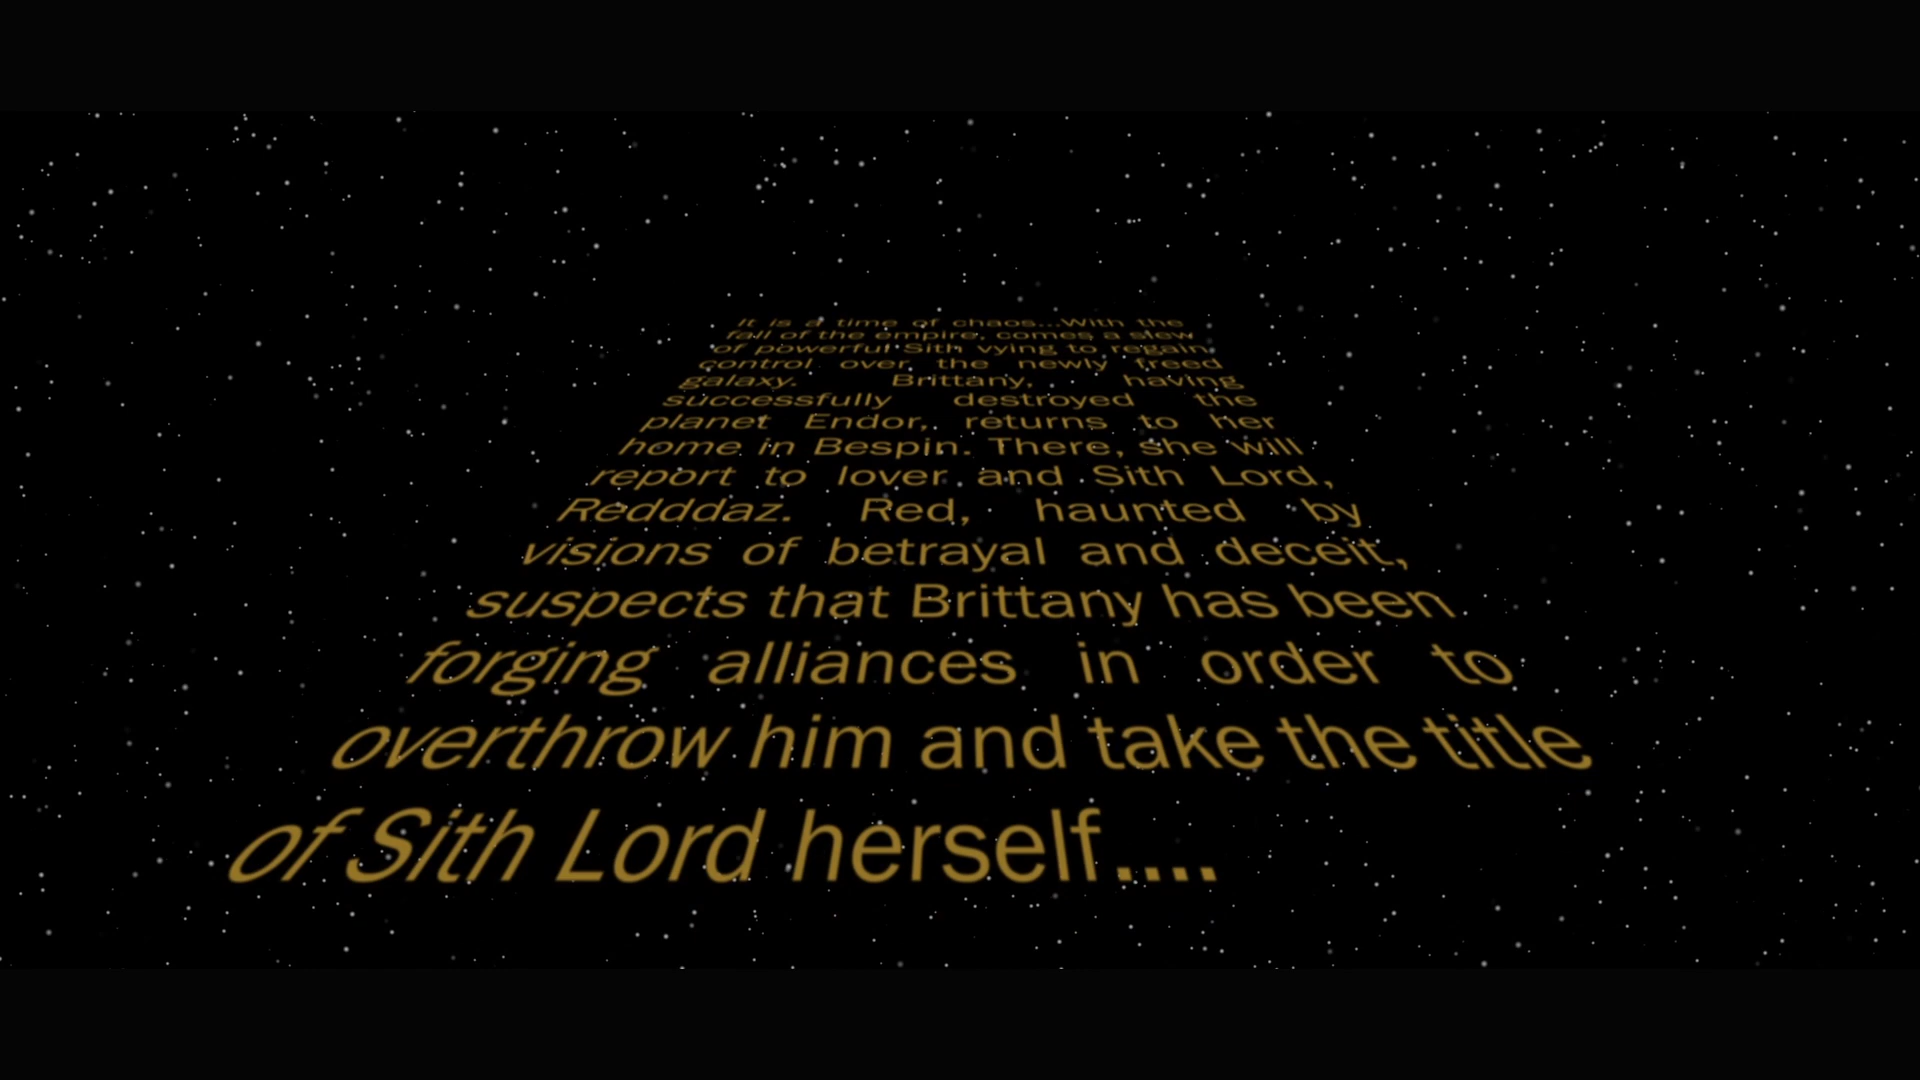 It is a time of chaos...With the
fall of the empire, comes a slew
of powerful Sith vying to regain
control over the newly freed
galaxy. Brittany, having
successfully destroyed the
planet Endor, returns to her
home in Bespin. There, she will
report to lover and Sith Lord,
Redddaz. Red, haunted by
visions of betrayal and deceit,
suspects that Brittany has been
forging alliances in order to
overthrow him and take the title
of Sith Lord herself....